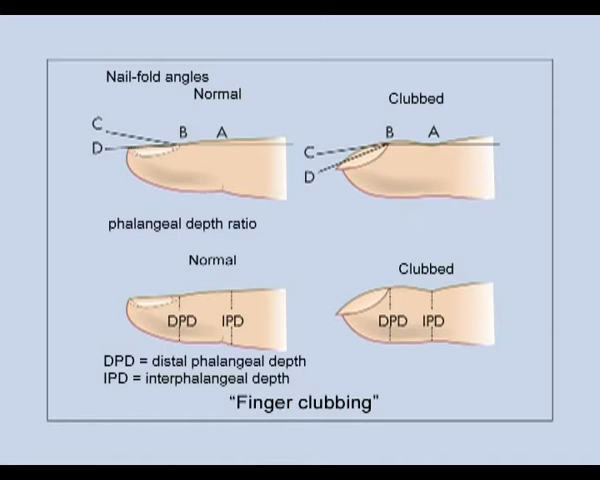 Nail-fold angles
Normal
Clubbed
C
B
A
D
B
A
C
D
phalangeal depth ratio
Normal
Clubbed
DPD
IPD
DPD
IPD
DPD = distal phalangeal depth
IPD = interphalangeal depth
“Finger clubbing”